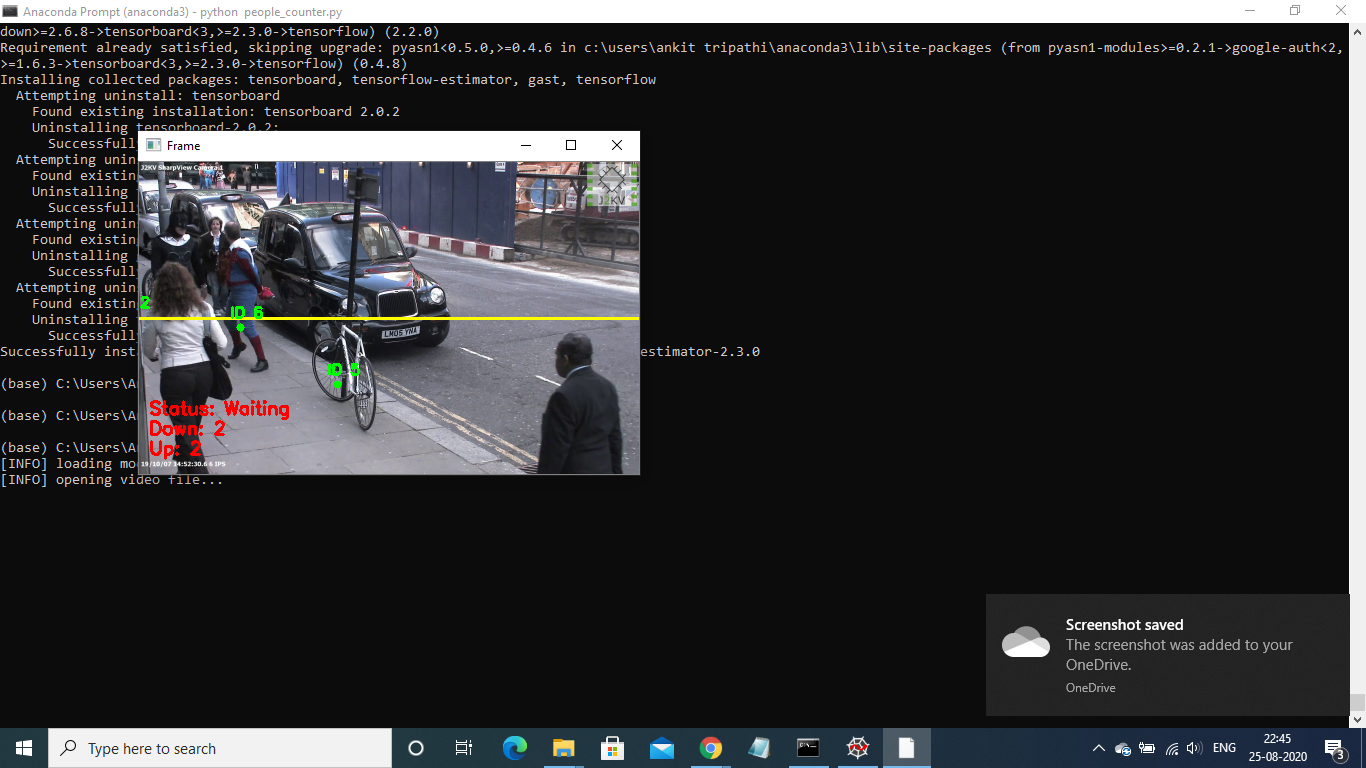 Anaconda Prompt (anaconda3) - python  people_counter.py
down>=2.6.8->tensorboard<3,>=2.3.0->tensorflow) (2.2.0)
Requirement already satisfied, skipping upgrade: pyasn1<0.5.0,>=0.4.6 in c:\users\ankit tripathi\anaconda3\lib\site-packages (from pyasn1-modules>=0.2.1->google-auth<2,
>=1.6.3->tensorboard<3,>=2.3.0->tensorflow) (0.4.8)
Installing collected packages: tensorboard, tensorflow-estimator, gast, tensorflow
Attempting uninstall: tensorboard
Found existing installation: tensorboard 2.0.2
Uninstalling tensorboard-2.0.2:
Successfull
Attempting unin
Found existin
Uninstalling
Successfull
Attempting unin
Found existin
Uninstalling
Successfull
Attempting unin
Found existin
Uninstalling
Successfull
Successfully inst estimator-2.3.0
(base) C:\Users\A
(base) C:\Users\A
(base) C:\Users\A
[INFO] loading mo
[INFO] opening video file...
Frame
J2KV SharpView Camera 1
J2KV
2
ID 6
LM05 YNA
ID 5
Status: Waiting
Down: 2
Up: 2
19/10/07 14:52:30.6 6 IPS
Screenshot saved
The screenshot was added to your
OneDrive.
OneDrive
Type here to search
ENG
22:45
25-08-2020
3